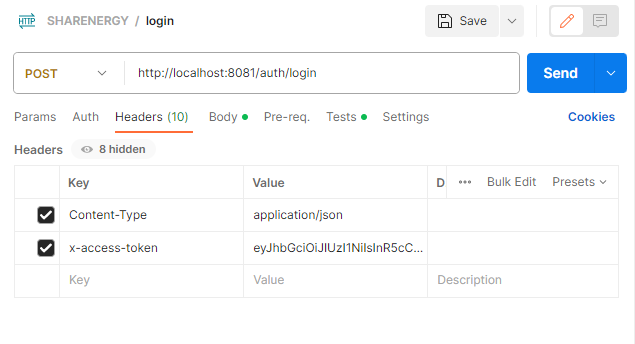 HTTP SHARENERGY / login Save
POST http://localhost:8081/auth/login Send
Params Auth Headers (10) Body Pre-req. Tests Settings Cookies
Headers 8 hidden
Key Value D ••• Bulk Edit Presets
Content-Type application/json
x-access-token eyJhbGciOiJIUzI1NiIsInR5cC...
Key Value Description